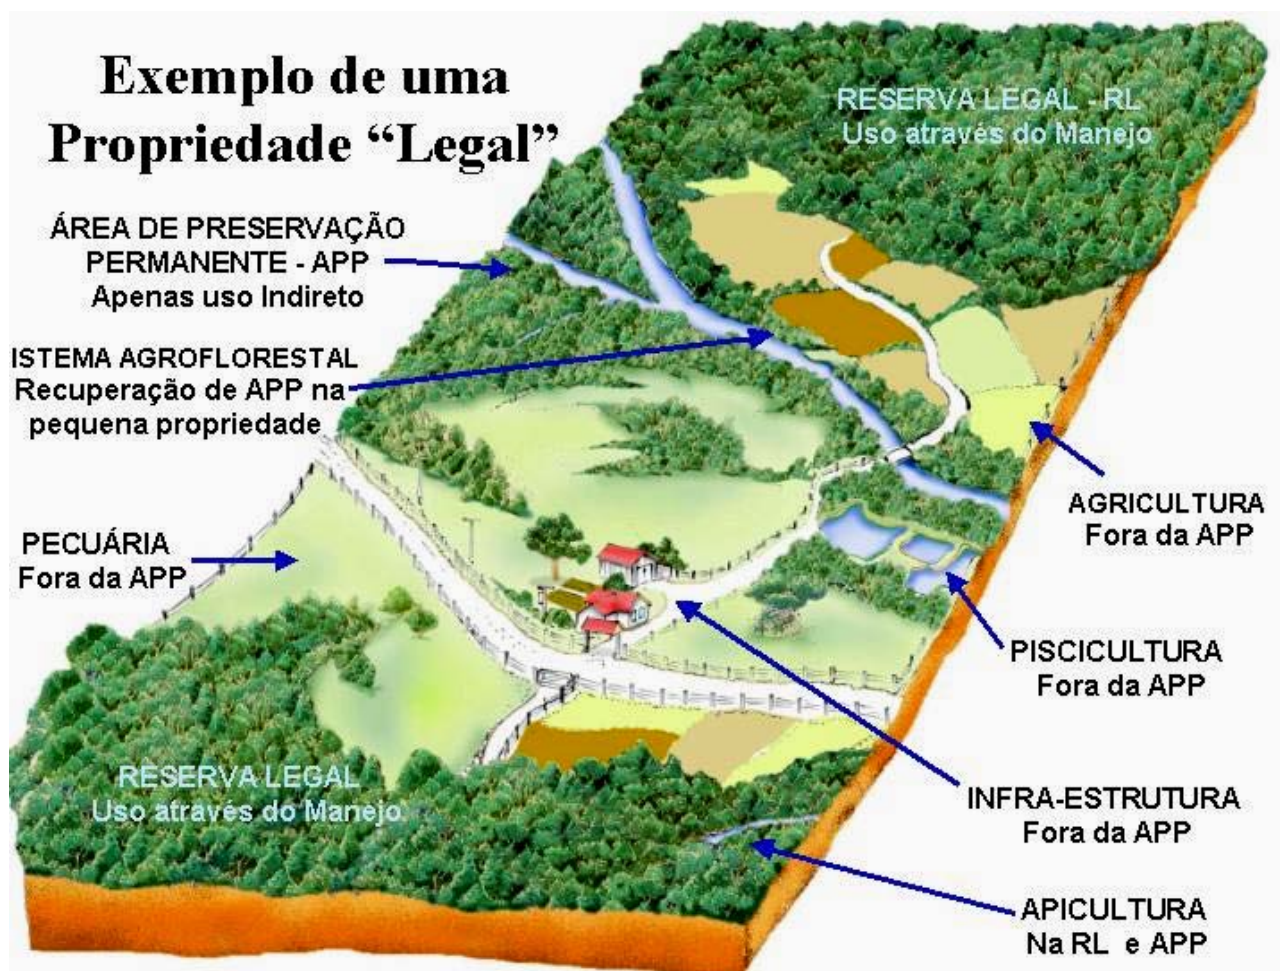 Exemplo de uma
Propriedade “Legal”
RESERVA LEGAL - RL
Uso através do Manejo
ÁREA DE PRESERVAÇÃO
PERMANENTE - APP
Apenas uso Indireto
ISTEMA AGROFLORESTAL
Recuperação de APP na
pequena propriedade
AGRICULTURA
Fora da APP
PECUÁRIA
Fora da APP
PISCICULTURA
Fora da APP
RESERVA LEGAL
Uso através do Manejo
INFRA-ESTRUTURA
Fora da APP
APICULTURA
Na RL e APP